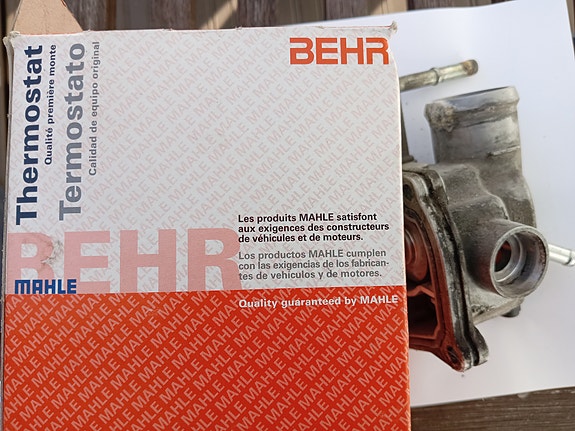 Thermostat
Qualité première monte
Termostato
Calidad de equipo original
BEHR
BEHR
MAHLE
Les produits MAHLE satisfont
aux exigences des constructeurs
de véhicules et de moteurs.
Los productos MAHLE cumplen
con las exigencias de los fabrican-
tes de vehículos y de motores.
Quality guaranteed by MAHLE